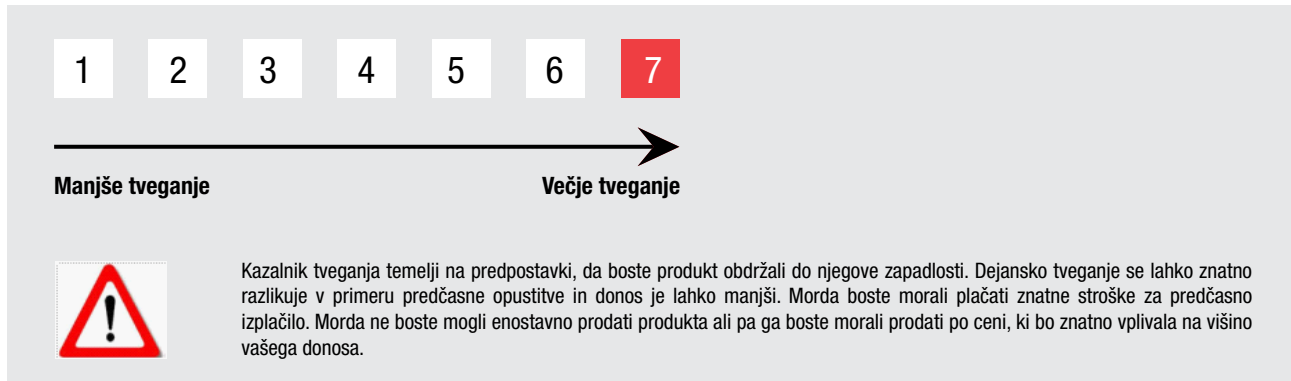 1 2 3 4 5 6 7
Manjše tveganje Večje tveganje
Kazalnik tveganja temelji na predpostavki, da boste produkt obdržali do njegove zapadlosti. Dejansko tveganje se lahko znatno
razlikuje v primeru predčasne opustitve in donos je lahko manjši. Morda boste morali plačati znatne stroške za predčasno
izplačilo. Morda ne boste mogli enostavno prodati produkta ali pa ga boste morali prodati po ceni, ki bo znatno vplivala na višino
vašega donosa.